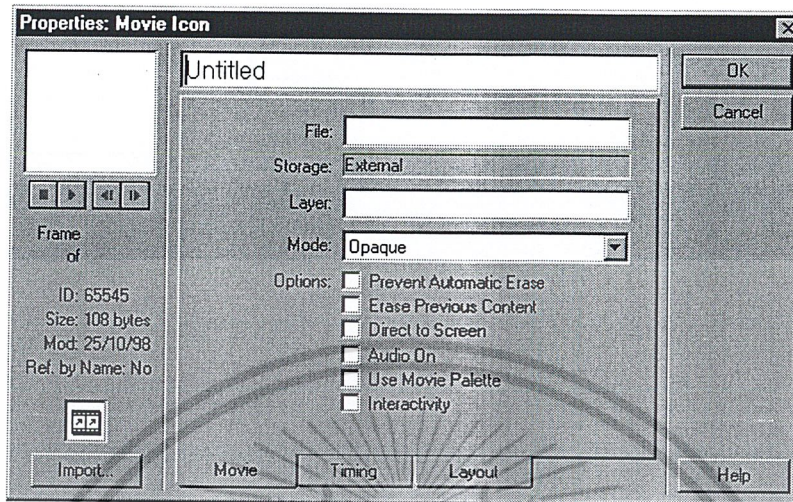 Properties: Movie Icon
Untitled
OK
Cancel
File:
Storage: External
Layer:
Mode: Opaque
Options: Prevent Automatic Erase
Erase Previous Content
Direct to Screen
Audio On
Use Movie Palette
Interactivity
Frame
of
ID: 65545
Size: 108 bytes
Mod: 25/10/98
Ref. by Name: No
Import...
Movie
Timing
Layout
Help